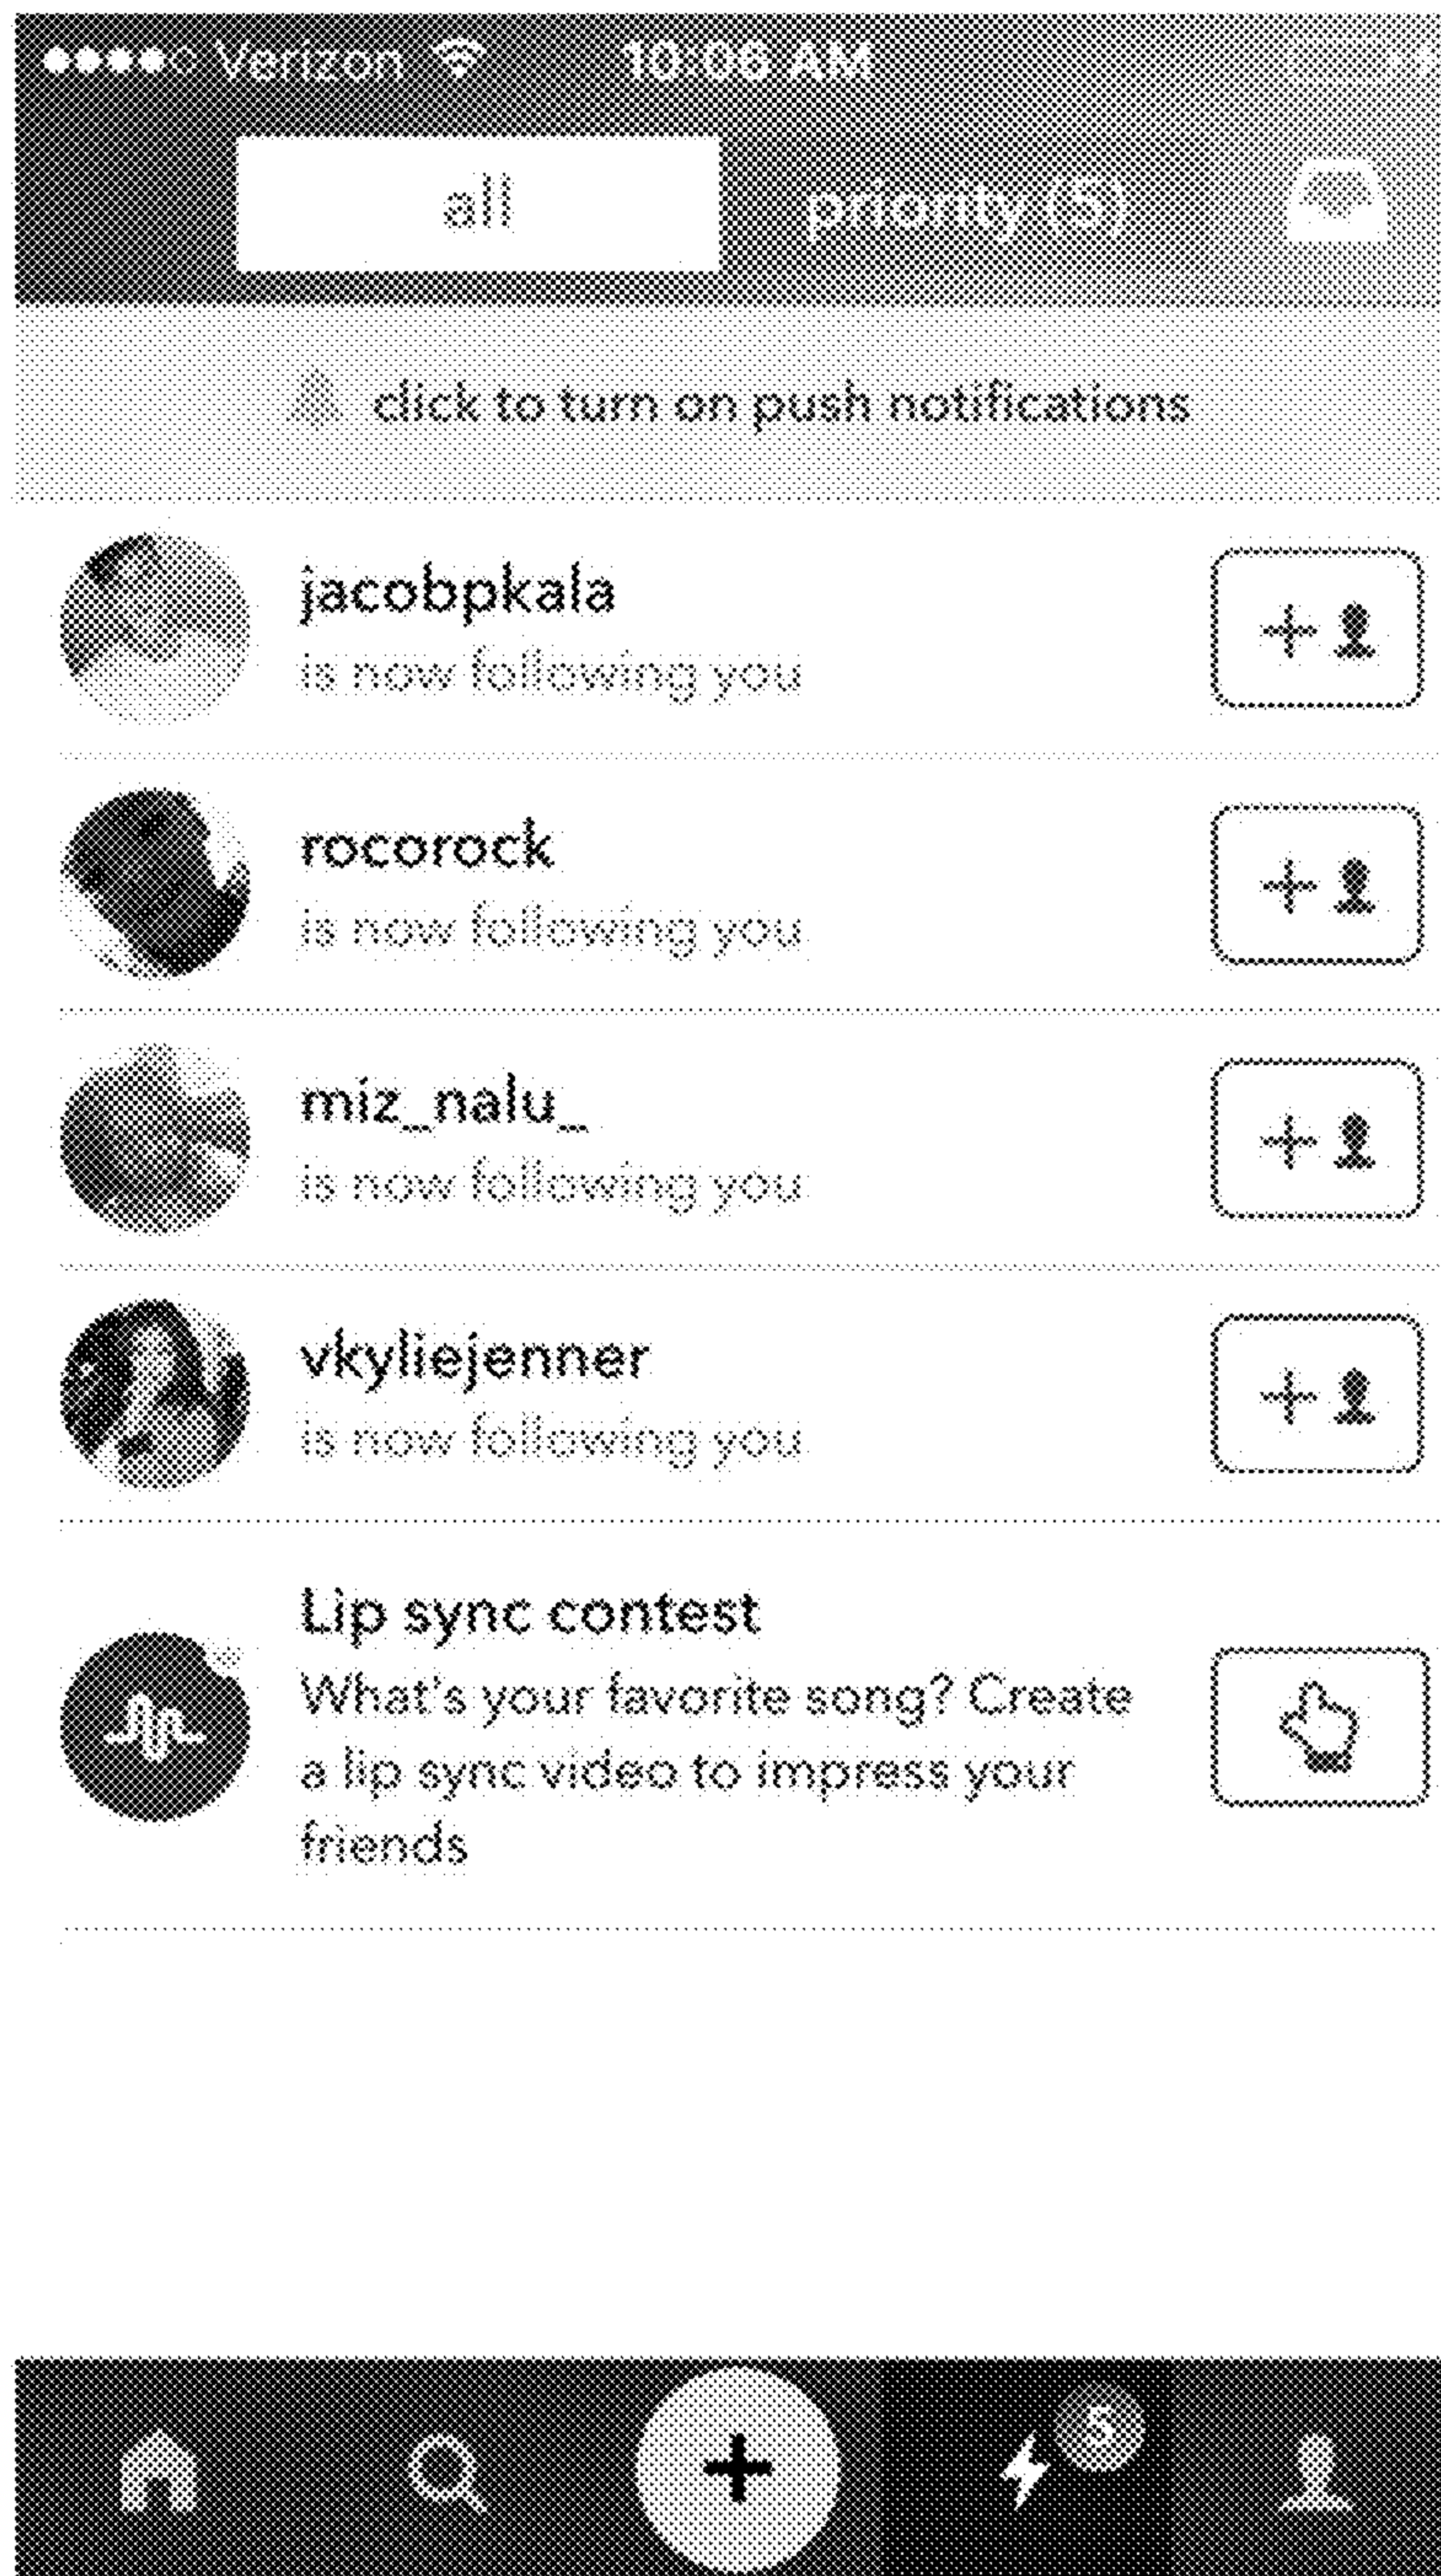 Verizon 10:06 AM
all priority (5)
click to turn on push notifications
jacobpkala
is now following you
rocorock
is now following you
miz_nalu_
is now following you
vkyliejenner
is now following you
Lip sync contest
What's your favorite song? Create
a lip sync video to impress your
friends
5